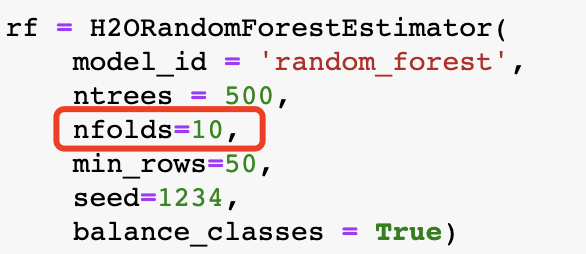 rf = H2ORandomForestEstimator(
model_id = 'random_forest',
ntrees = 500,
nfolds=10,
min_rows=50,
seed=1234,
balance_classes = True)